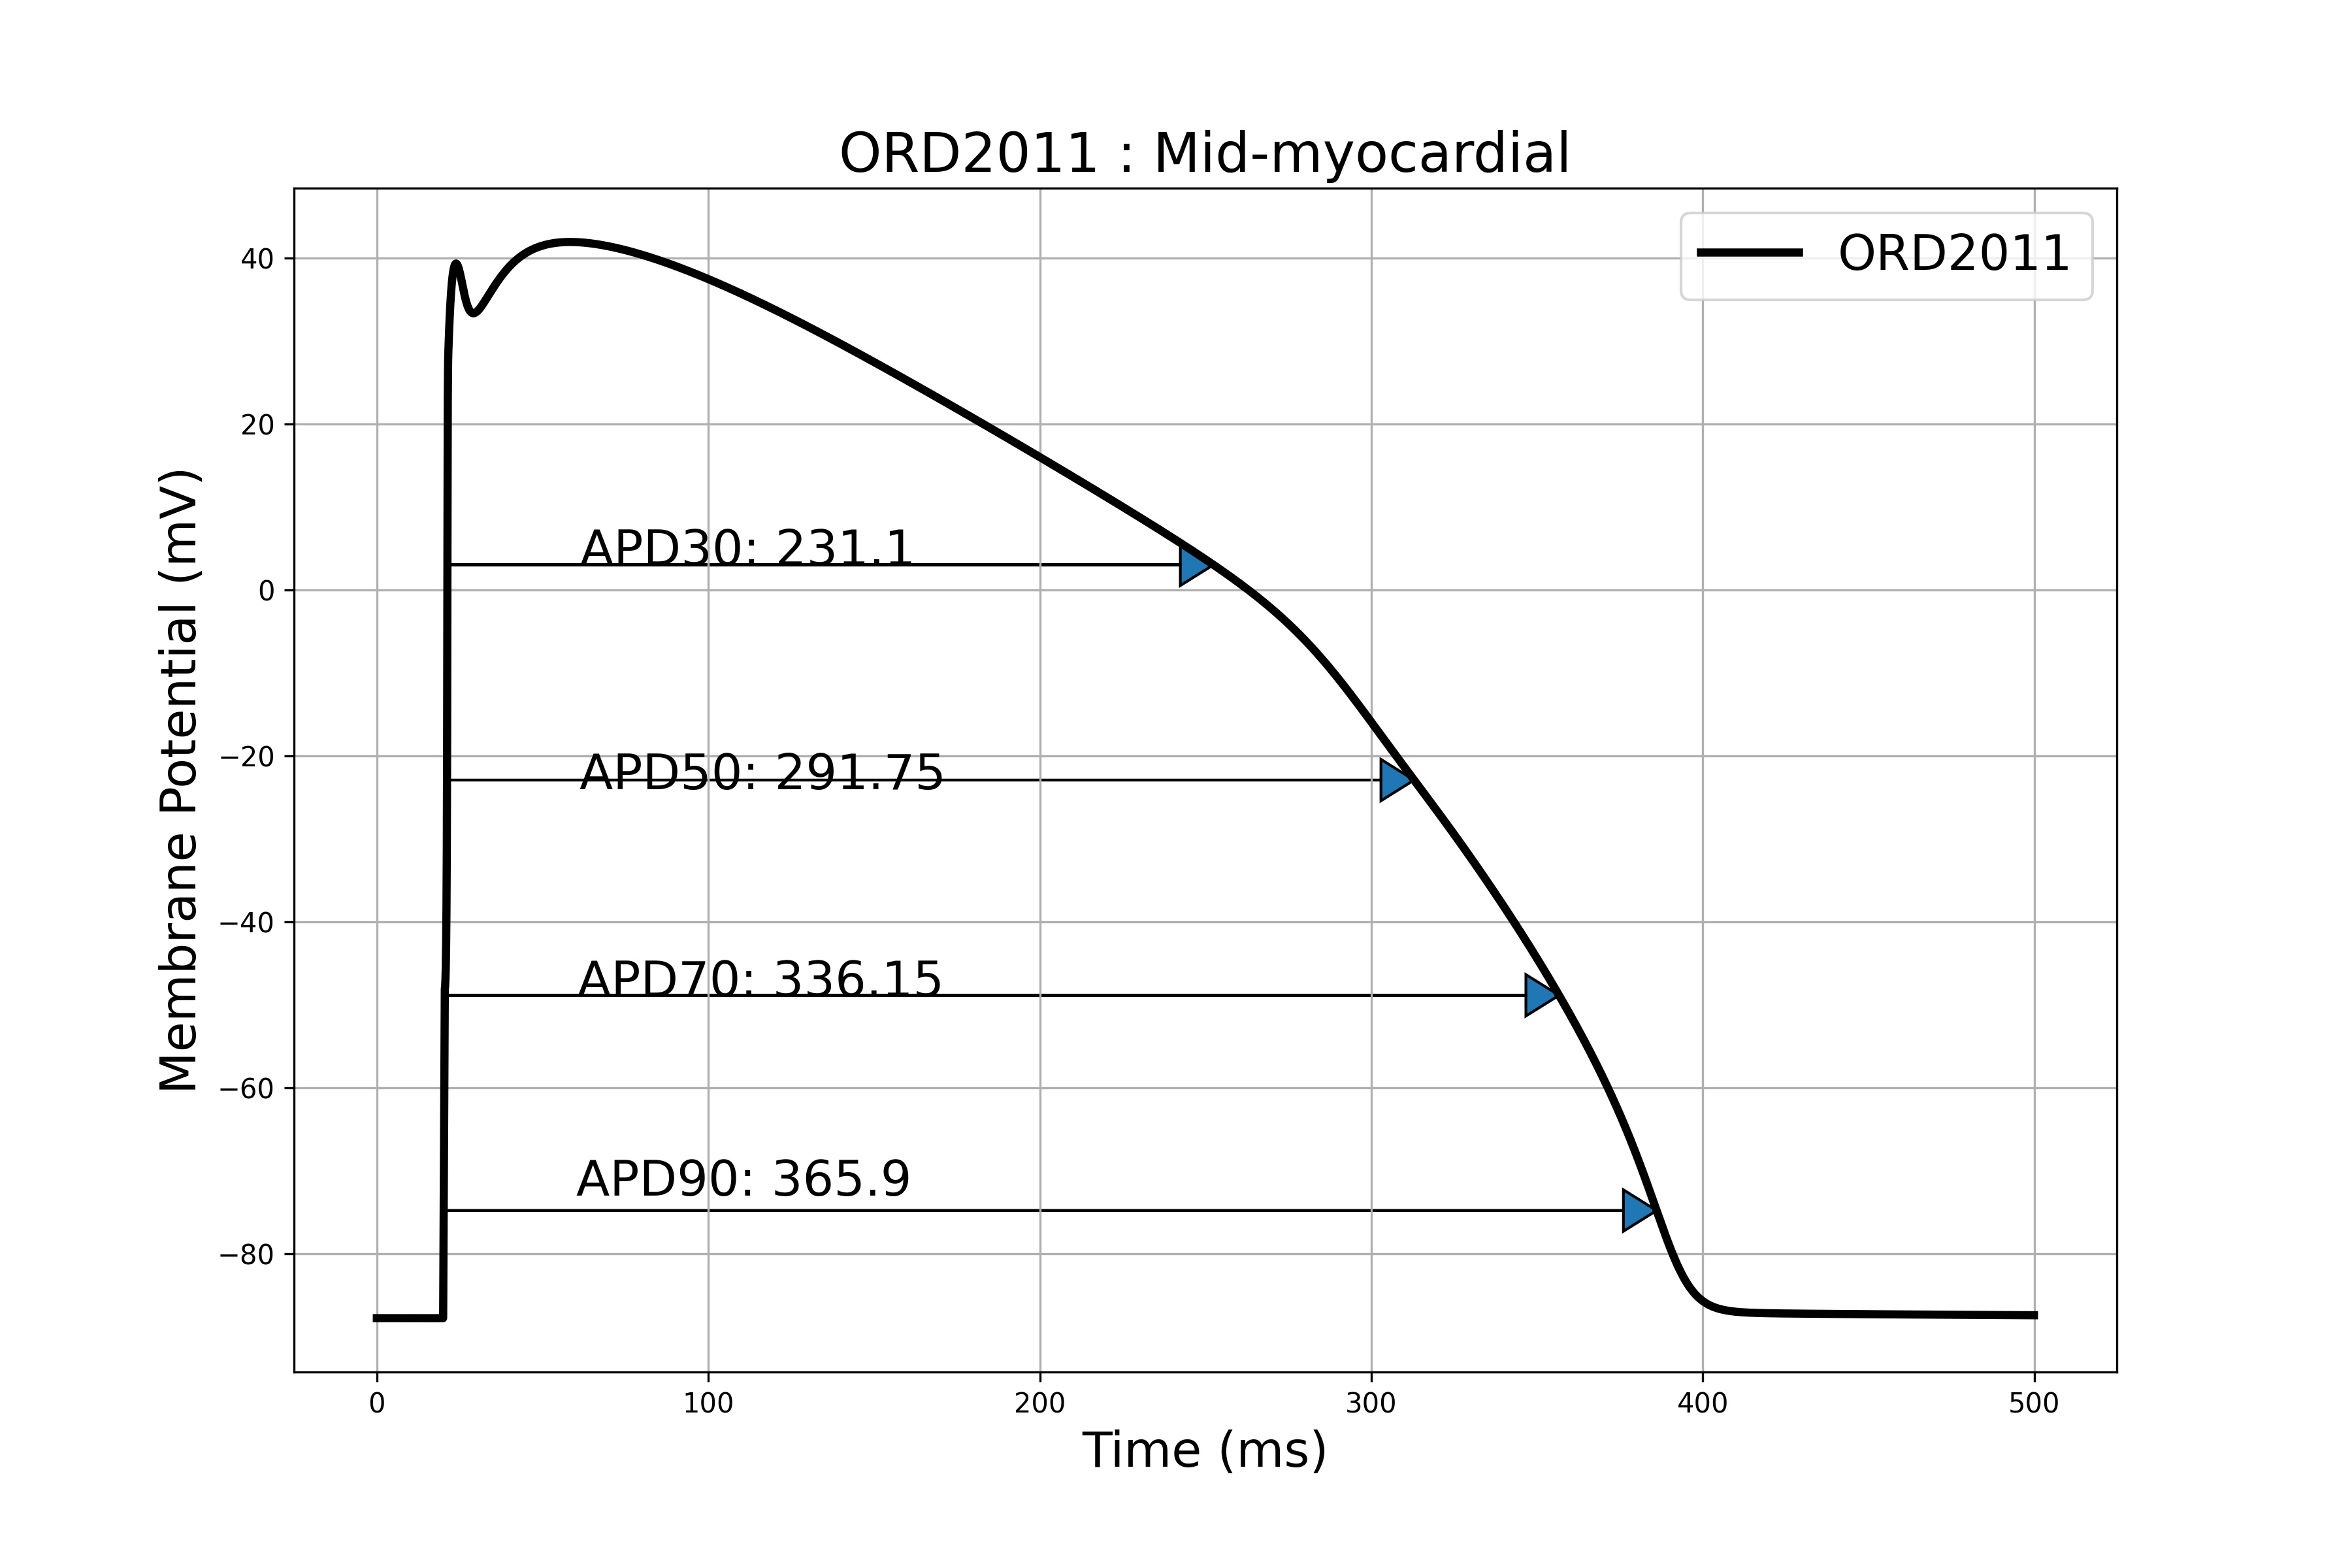 ORD2011 : Mid-myocardial
ORD2011
Membrane Potential (mV)
40
20
0
−20
−40
−60
−80
APD30: 231.1
APD50: 291.75
APD70: 336.15
APD90: 365.9
0 100 200 300 400 500
Time (ms)